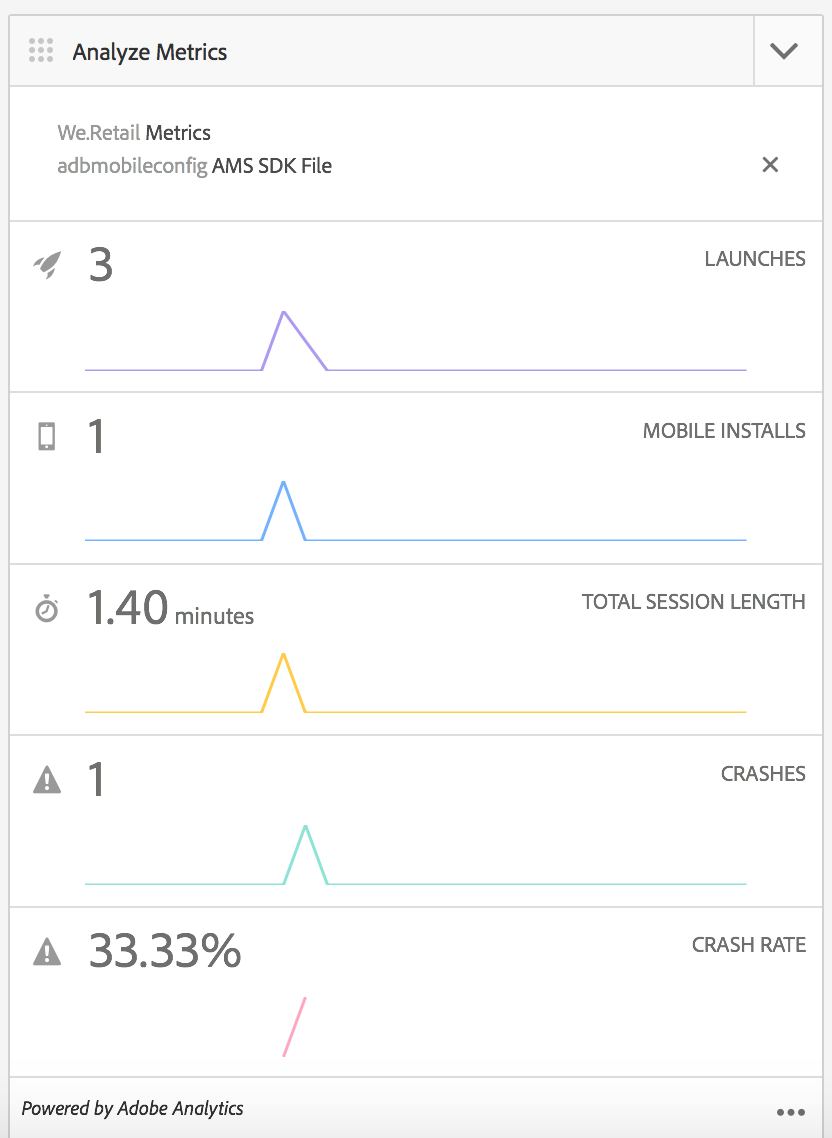 Analyze Metrics
We.Retail Metrics
adbmobileconfig AMS SDK File
3
LAUNCHES
1
MOBILE INSTALLS
1.40 minutes
TOTAL SESSION LENGTH
1
CRASHES
33.33%
CRASH RATE
Powered by Adobe Analytics